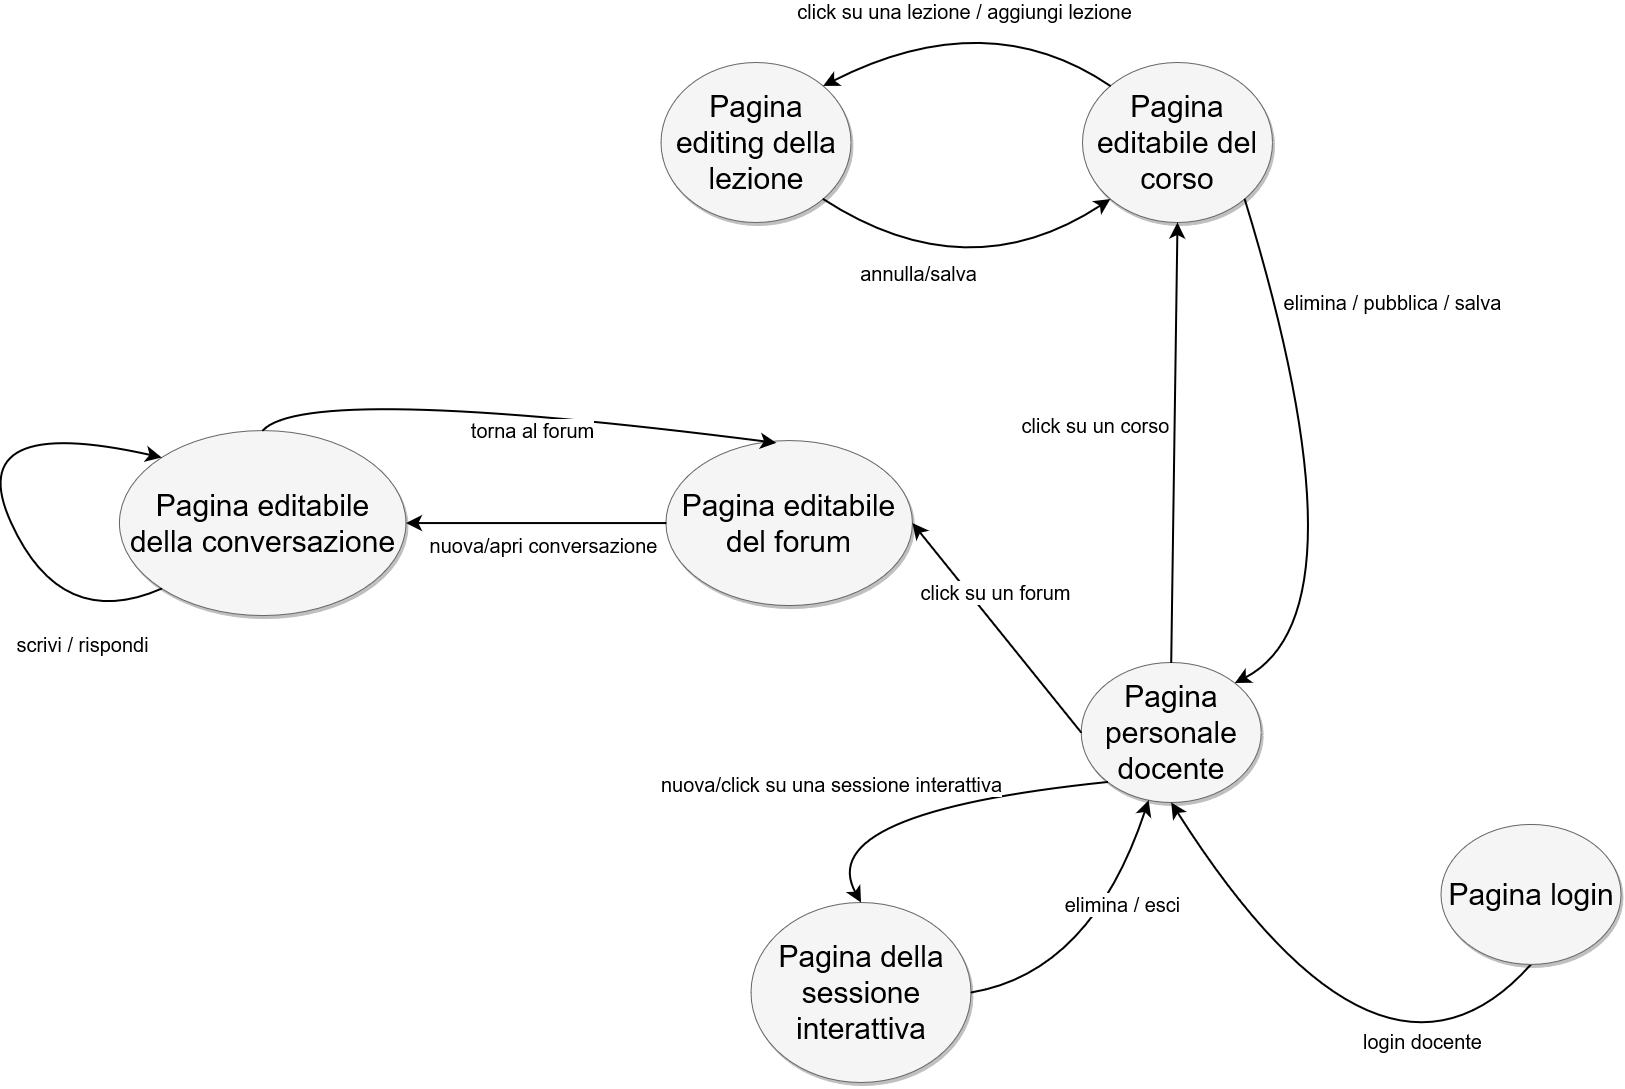 click su una lezione / aggiungi lezione
Pagina
editing della
lezione
Pagina
editabile del
corso
annulla/salva
elimina / pubblica / salva
click su un corso
torna al forum
Pagina editabile
della conversazione
Pagina editabile
del forum
nuova/apri conversazione
click su un forum
scrivi / rispondi
Pagina
personale
docente
nuova/click su una sessione interattiva
elimina / esci
Pagina login
Pagina della
sessione
interattiva
login docente